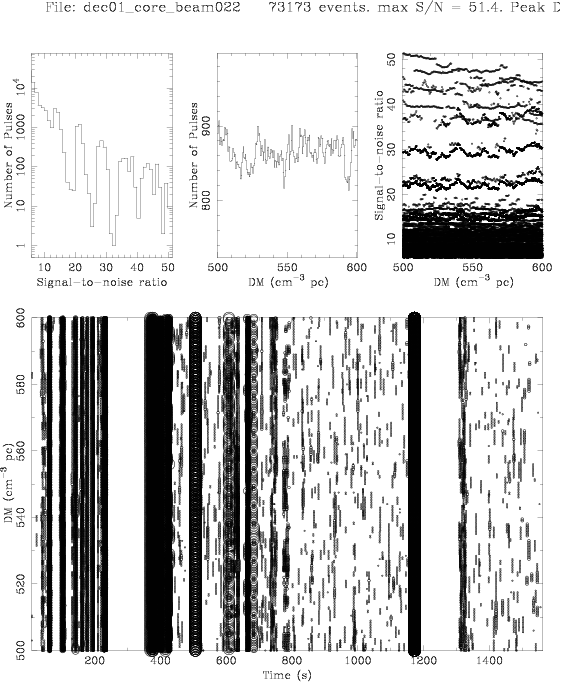 File: dec01_core_beam022 73173 events. max S/N = 51.4. Peak D
Number of Pulses
10⁴
1000
100
10
1
10 20 30 40 50
Signal-to-noise ratio
Number of Pulses
900
800
500 550 600
DM (cm⁻³ pc)
Signal-to-noise ratio
50
40
30
20
10
500 550 600
DM (cm⁻³ pc)
DM (cm⁻³ pc)
600
580
560
540
520
500
200 400 600 800 1000 1200 1400
Time (s)